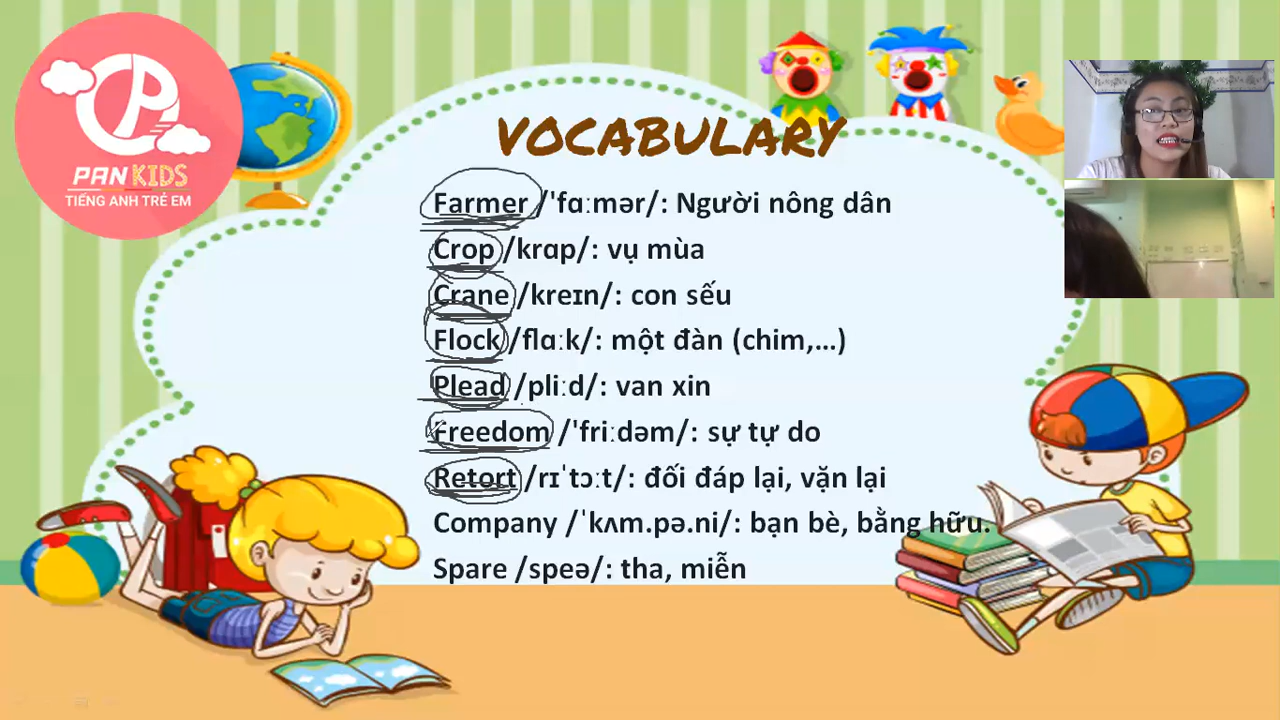 PAN KIDS
TIẾNG ANH TRẺ EM
VOCABULARY
Farmer /'fɑːmər/: Người nông dân
Crop /krɑp/: vụ mùa
Crane /kreɪn/: con sếu
Flock /flɑːk/: một đàn (chim,...)
Plead /pliːd/: van xin
Freedom /'friːdəm/: sự tự do
Retort /rɪˈtɔːt/: đối đáp lại, vặn lại
Company /ˈkʌm.pə.ni/: bạn bè, bằng hữu.
Spare /speə/: tha, miễn